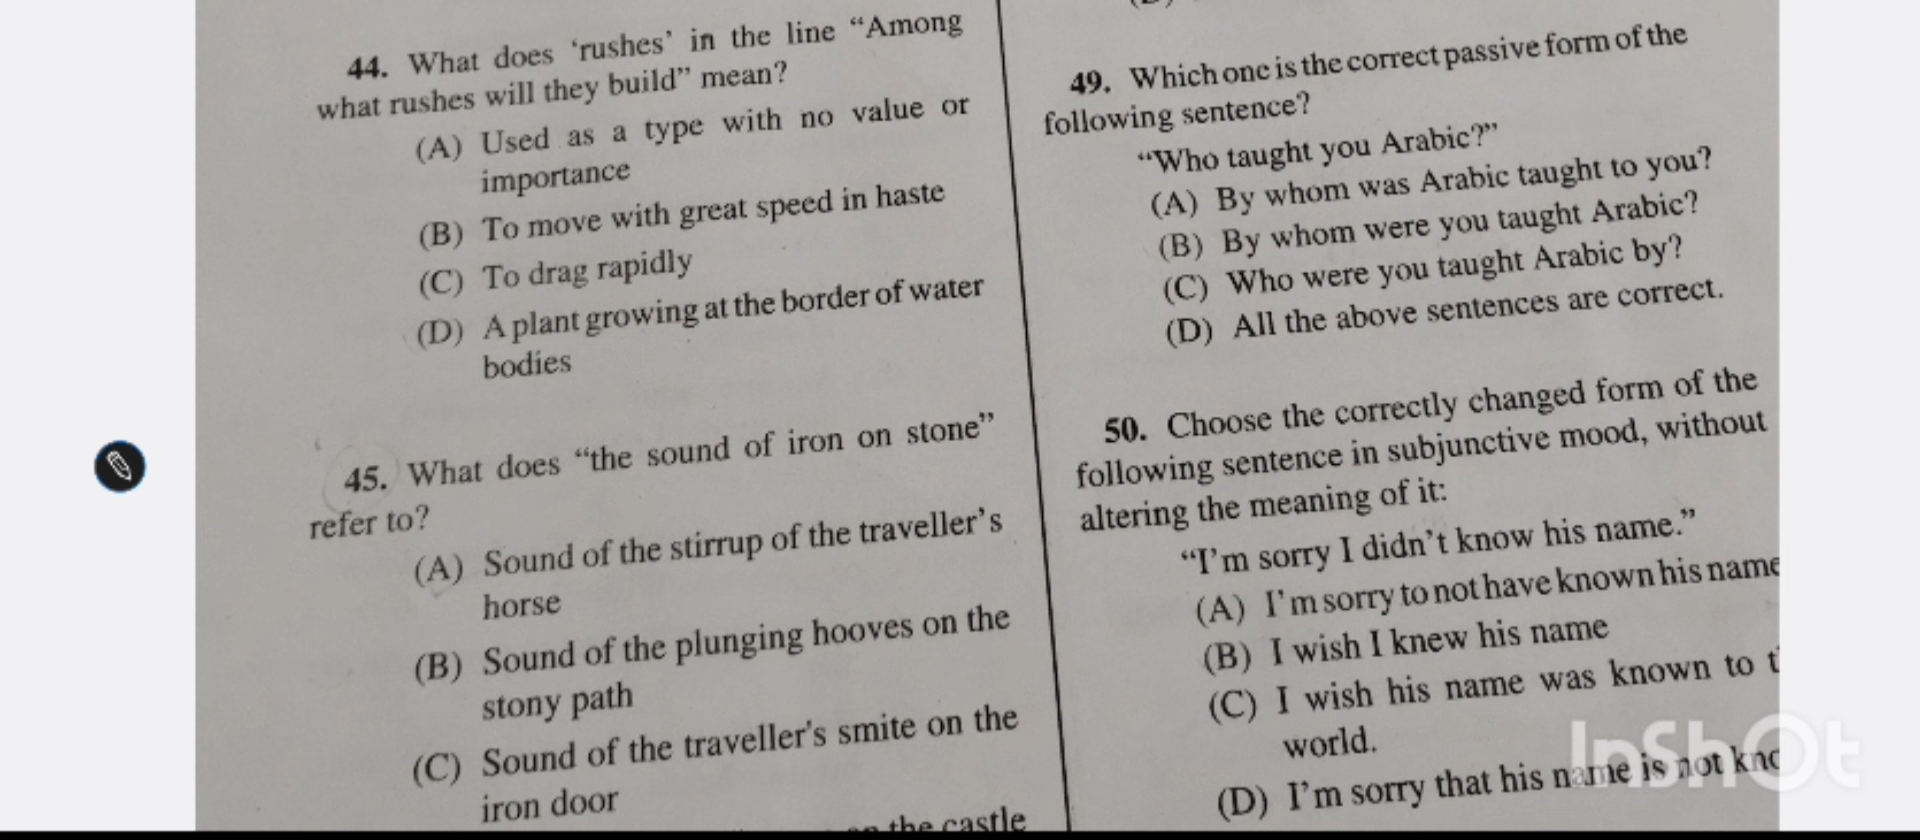 44. What does 'rushes' in the line "Among
what rushes will they build" mean?
(A) Used as a type with no value or
importance
(B) To move with great speed in haste
(C) To drag rapidly
(D) A plant growing at the border of water
bodies
45. What does "the sound of iron on stone"
refer to?
(A) Sound of the stirrup of the traveller's
horse
(B) Sound of the plunging hooves on the
stony path
(C) Sound of the traveller's smite on the
iron door
the castle
49. Which one is the correct passive form of the
following sentence?
"Who taught you Arabic?"
(A) By whom was Arabic taught to you?
(B) By whom were you taught Arabic?
(C) Who were you taught Arabic by?
(D) All the above sentences are correct.
50. Choose the correctly changed form of the
following sentence in subjunctive mood, without
altering the meaning of it:
"I'm sorry I didn't know his name."
(A) I'm sorry to not have known his name
(B) I wish I knew his name
(C) I wish his name was known to
world.
(D) I'm sorry that his name is not
InShOt